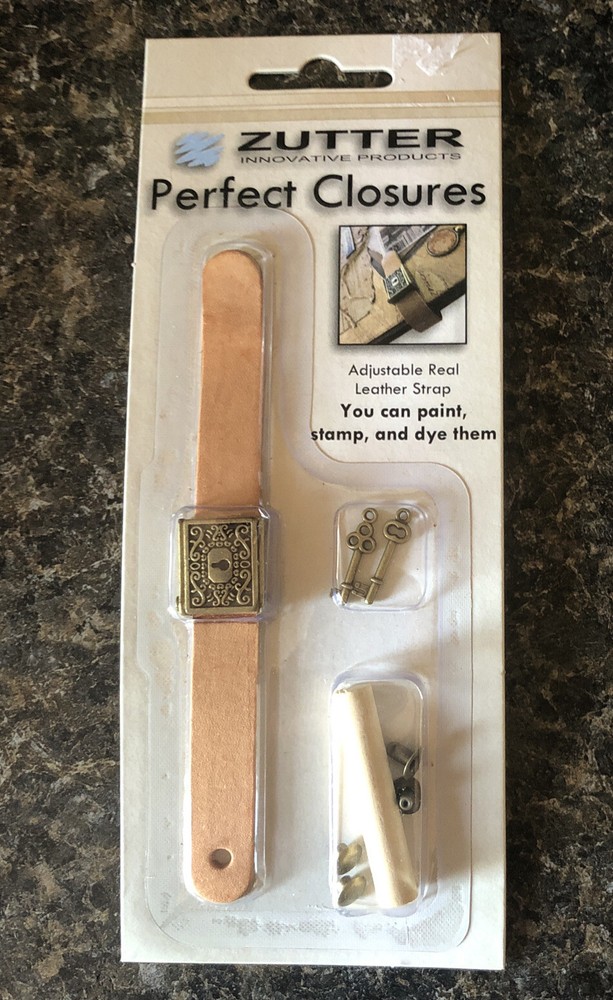 ZUTTER
INNOVATIVE PRODUCTS
Perfect Closures
Adjustable Real
Leather Strap
You can paint,
stamp, and dye them